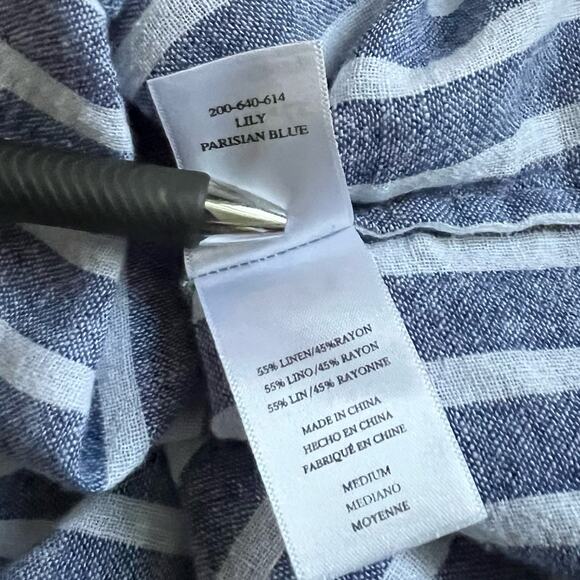 200-640-614
LILY
PARISIAN BLUE
55% LINEN/45%RAYON
55% LINO/45% RAYON
55% LIN/45% RAYONNE
MADE IN CHINA
HECHO EN CHINA
FABRIQUÉ EN CHINE
MEDIUM
MEDIANO
MOYENNE